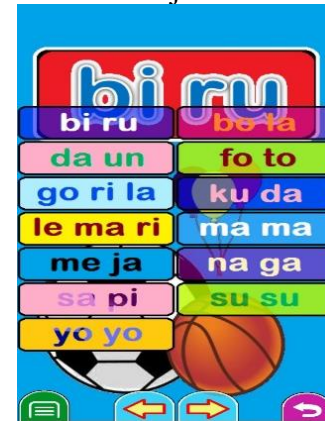 bi ru
bi ru bo la
da un fo to
go ri la ku da
le ma ri ma ma
me ja na ga
sa pi su su
yo yo